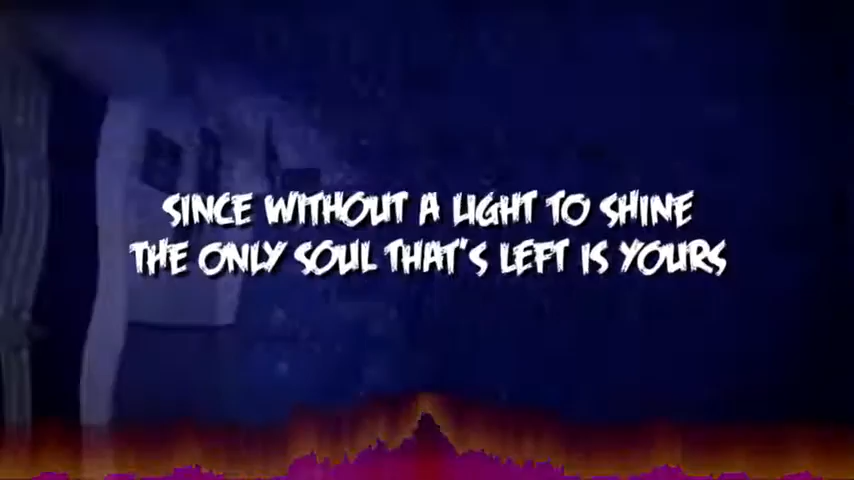 SINCE WITHOUT A LIGHT TO SHINE
THE ONLY SOUL THAT'S LEFT IS YOURS